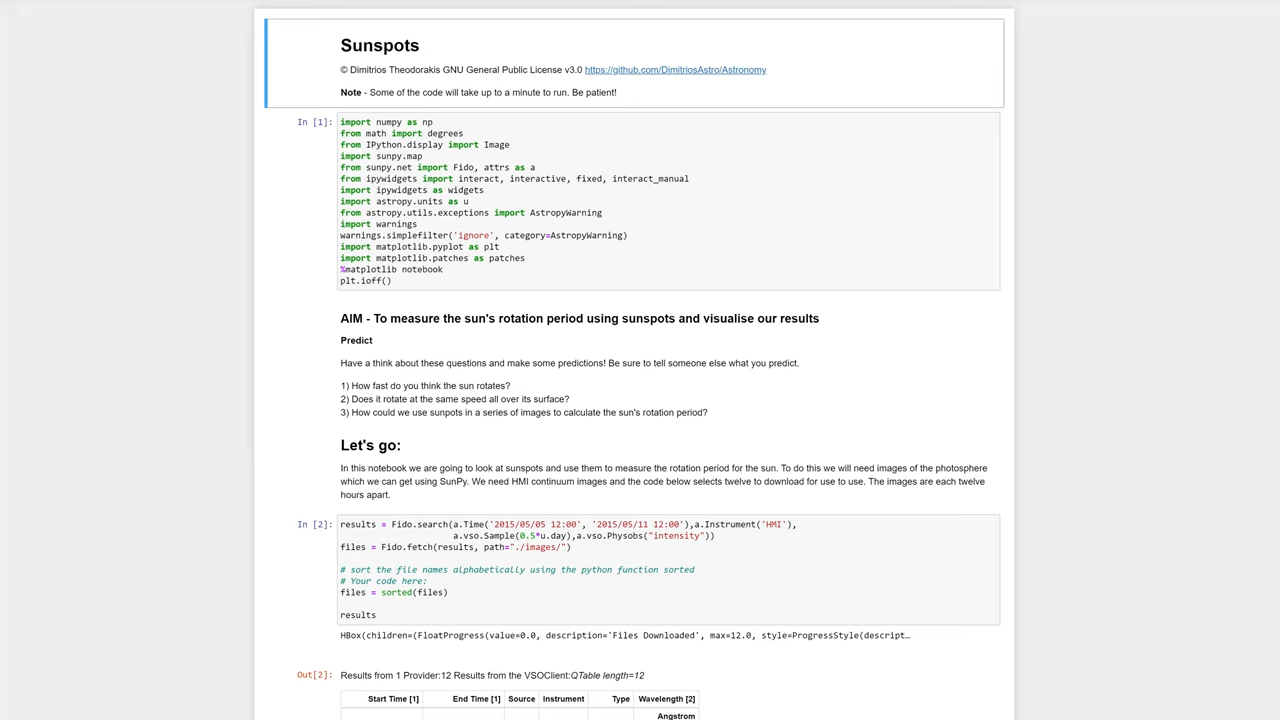 Sunspots
© Dimitrios Theodorakis GNU General Public License v3.0 https://github.com/DimitriosAstro/Astronomy
Note - Some of the code will take up to a minute to run. Be patient!
In [1]:
import numpy as np
from math import degrees
from IPython.display import Image
import sunpy.map
from sunpy.net import Fido, attrs as a
from ipywidgets import interact, interactive, fixed, interact_manual
import ipywidgets as widgets
import astropy.units as u
from astropy.utils.exceptions import AstropyWarning
import warnings
warnings.simplefilter('ignore', category=AstropyWarning)
import matplotlib.pyplot as plt
import matplotlib.patches as patches
%matplotlib notebook
plt.ioff()
AIM - To measure the sun's rotation period using sunspots and visualise our results
Predict
Have a think about these questions and make some predictions! Be sure to tell someone else what you predict.
1) How fast do you think the sun rotates?
2) Does it rotate at the same speed all over its surface?
3) How could we use sunpots in a series of images to calculate the sun's rotation period?
Let's go:
In this notebook we are going to look at sunspots and use them to measure the rotation period for the sun. To do this we will need images of the photosphere
which we can get using SunPy. We need HMI continuum images and the code below selects twelve to download for use to use. The images are each twelve
hours apart.
In [2]:
results = Fido.search(a.Time('2015/05/05 12:00', '2015/05/11 12:00'),a.Instrument('HMI'),
a.vso.Sample(0.5*u.day),a.vso.Physobs("intensity"))
files = Fido.fetch(results, path="./images/")
# sort the file names alphabetically using the python function sorted
# Your code here:
files = sorted(files)
results
HBox(children=(FloatProgress(value=0.0, description='Files Downloaded', max=12.0, style=ProgressStyle(descript…
Out[2]: Results from 1 Provider:12 Results from the VSOClient:QTable length=12
Start Time [1] End Time [1] Source Instrument Type Wavelength [2]
Angstrom